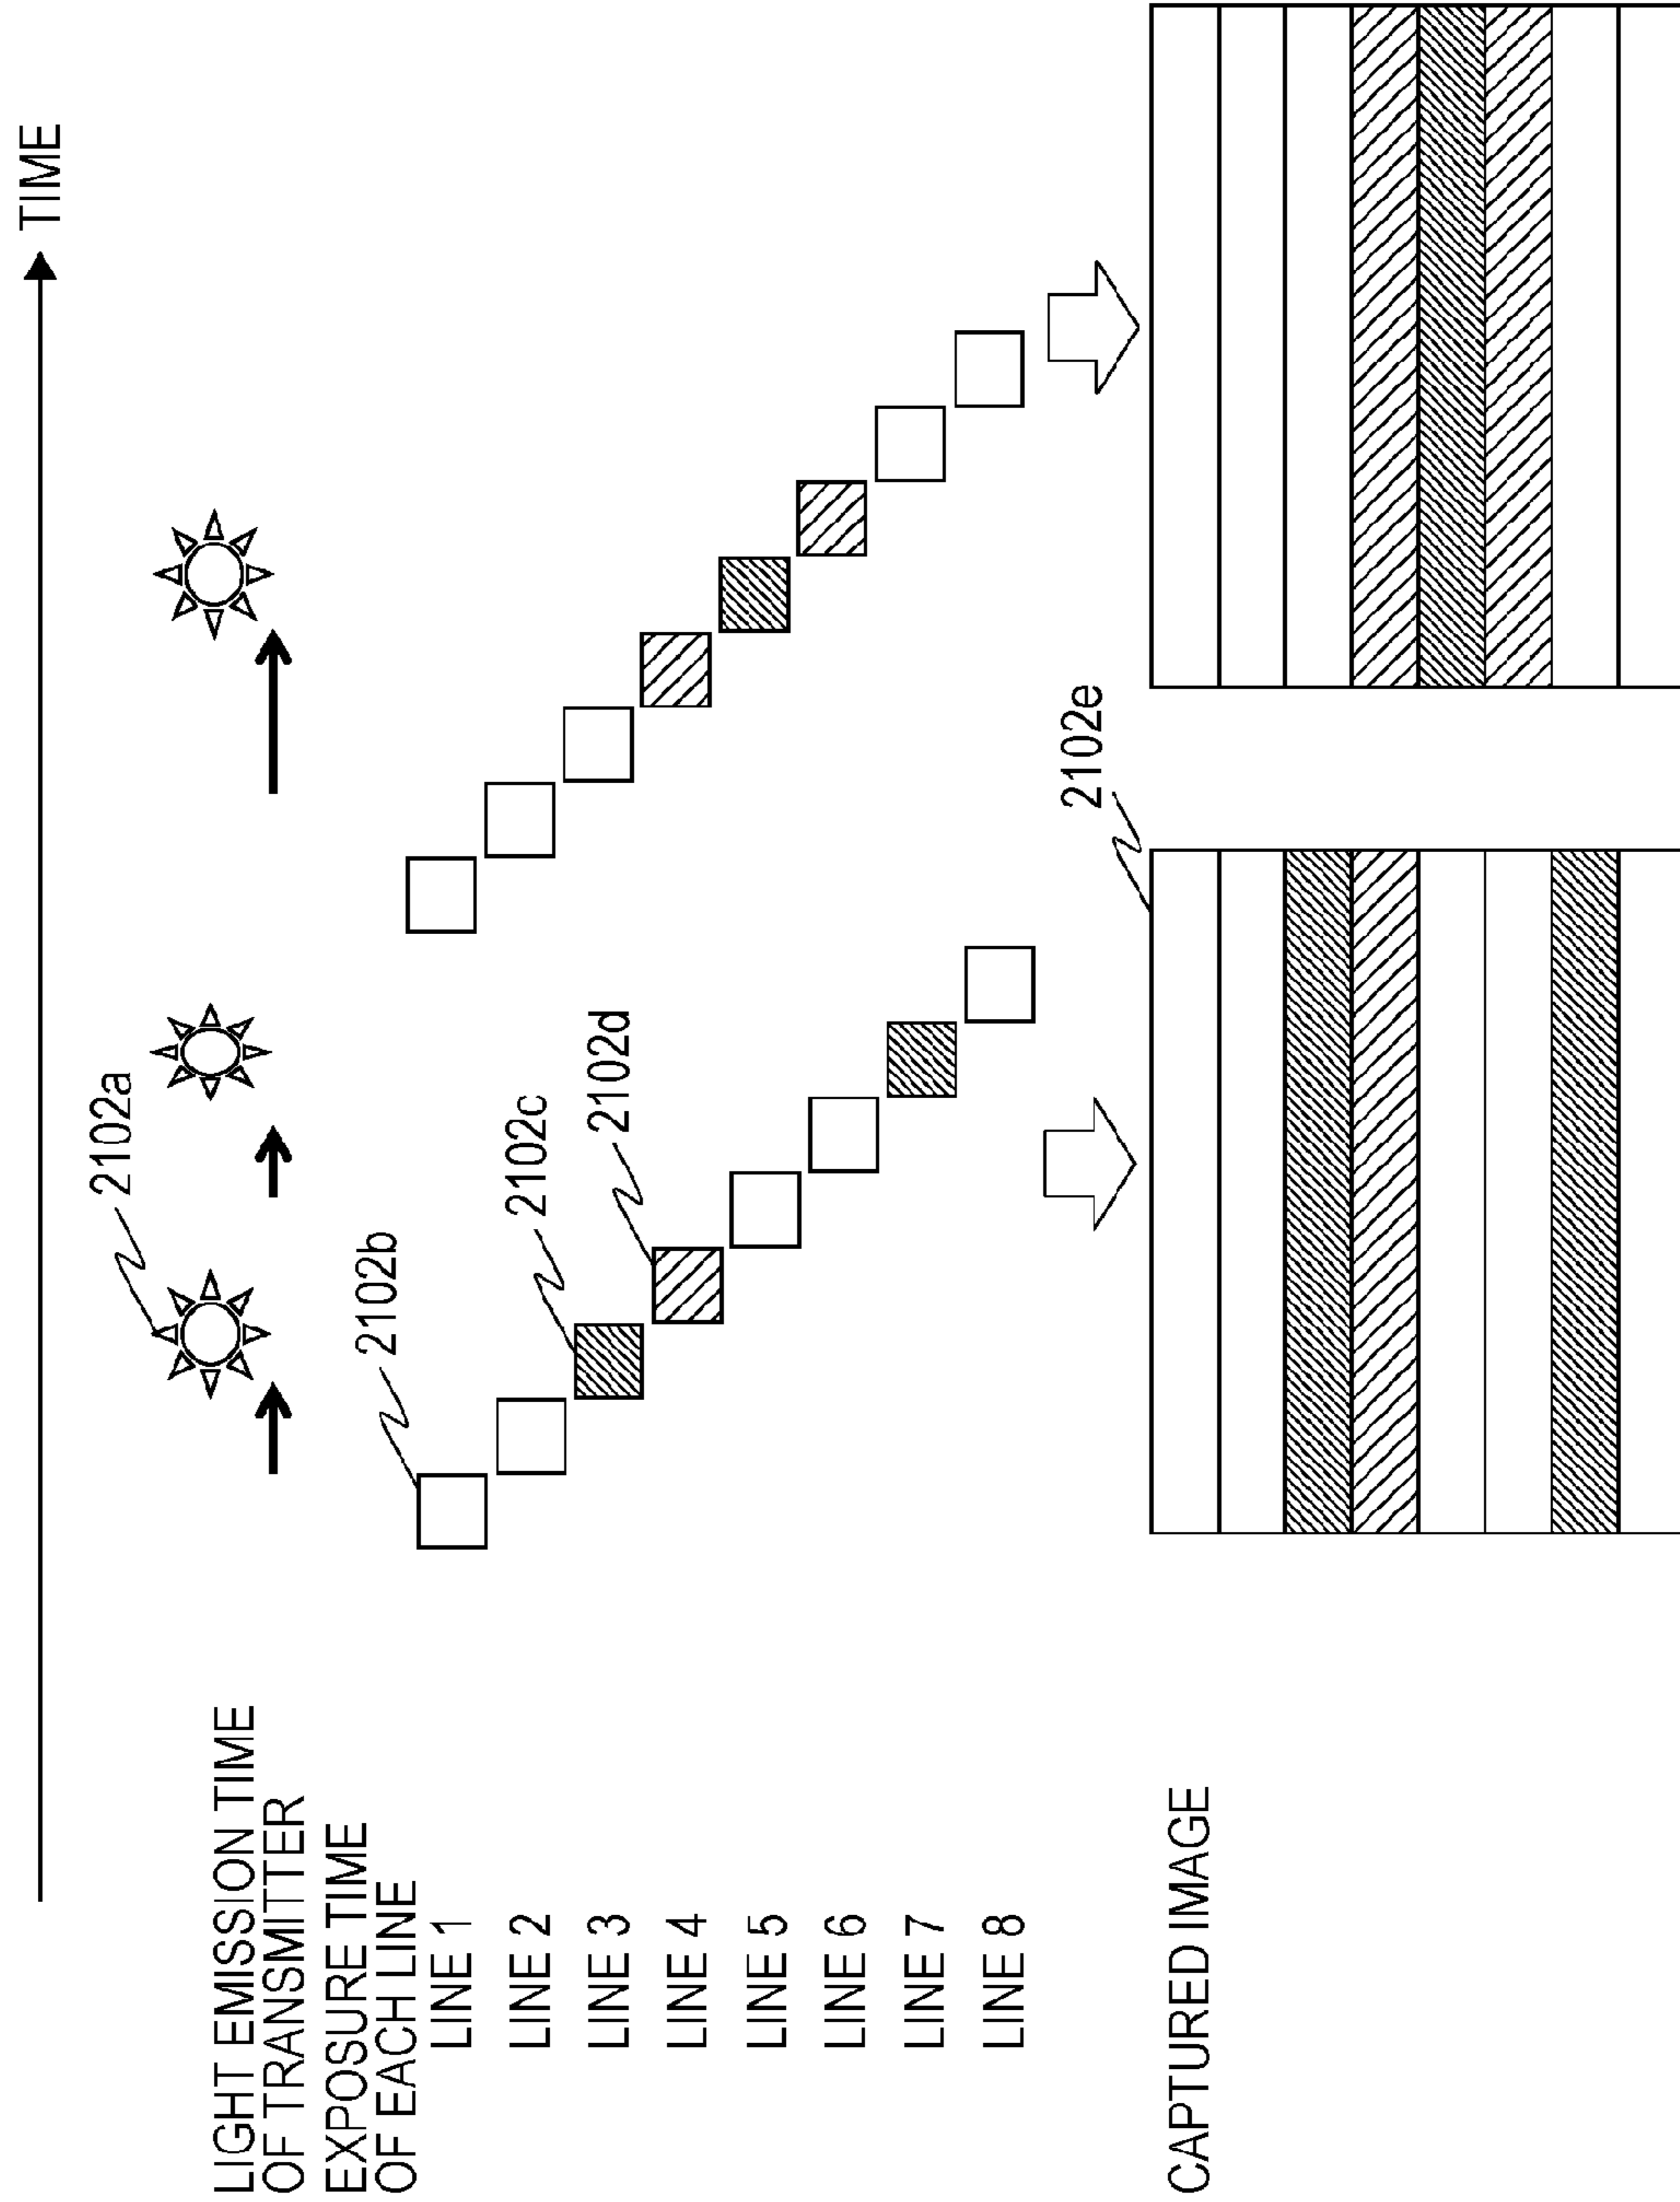 TIME
2102a
LIGHT EMISSION TIME
OF TRANSMITTER
EXPOSURE TIME
OF EACH LINE
2102b
LINE 1
LINE 2
2102c
LINE 3
2102d
LINE 4
LINE 5
LINE 6
LINE 7
LINE 8
2102e
CAPTURED IMAGE